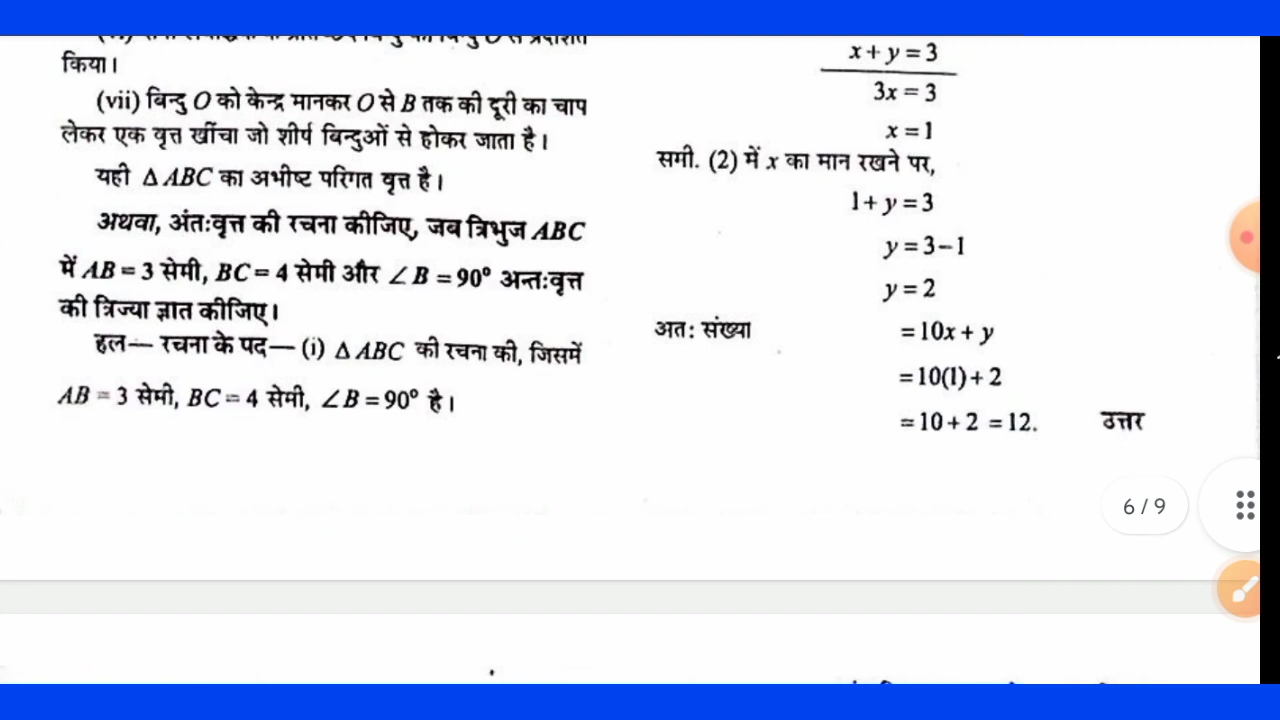 किया।
(vii) बिन्दु O को केन्द्र मानकर O से B तक की दूरी का चाप
लेकर एक वृत्त खींचा जो शीर्ष बिन्दुओं से होकर जाता है।
यही Δ ABC का अभीष्ट परिगत वृत्त है।
अथवा, अंतःवृत्त की रचना कीजिए, जब त्रिभुज ABC
में AB = 3 सेमी, BC = 4 सेमी और ∠B = 90° अन्तःवृत्त
की त्रिज्या ज्ञात कीजिए।
हल— रचना के पद— (i) Δ ABC की रचना की, जिसमें
AB = 3 सेमी, BC = 4 सेमी, ∠B = 90° है।
x + y = 3
3x = 3
x = 1
समी. (2) में x का मान रखने पर,
1 + y = 3
y = 3–1
y = 2
अतः संख्या = 10x + y
= 10(1) + 2
= 10 + 2 = 12. उत्तर
6 / 9